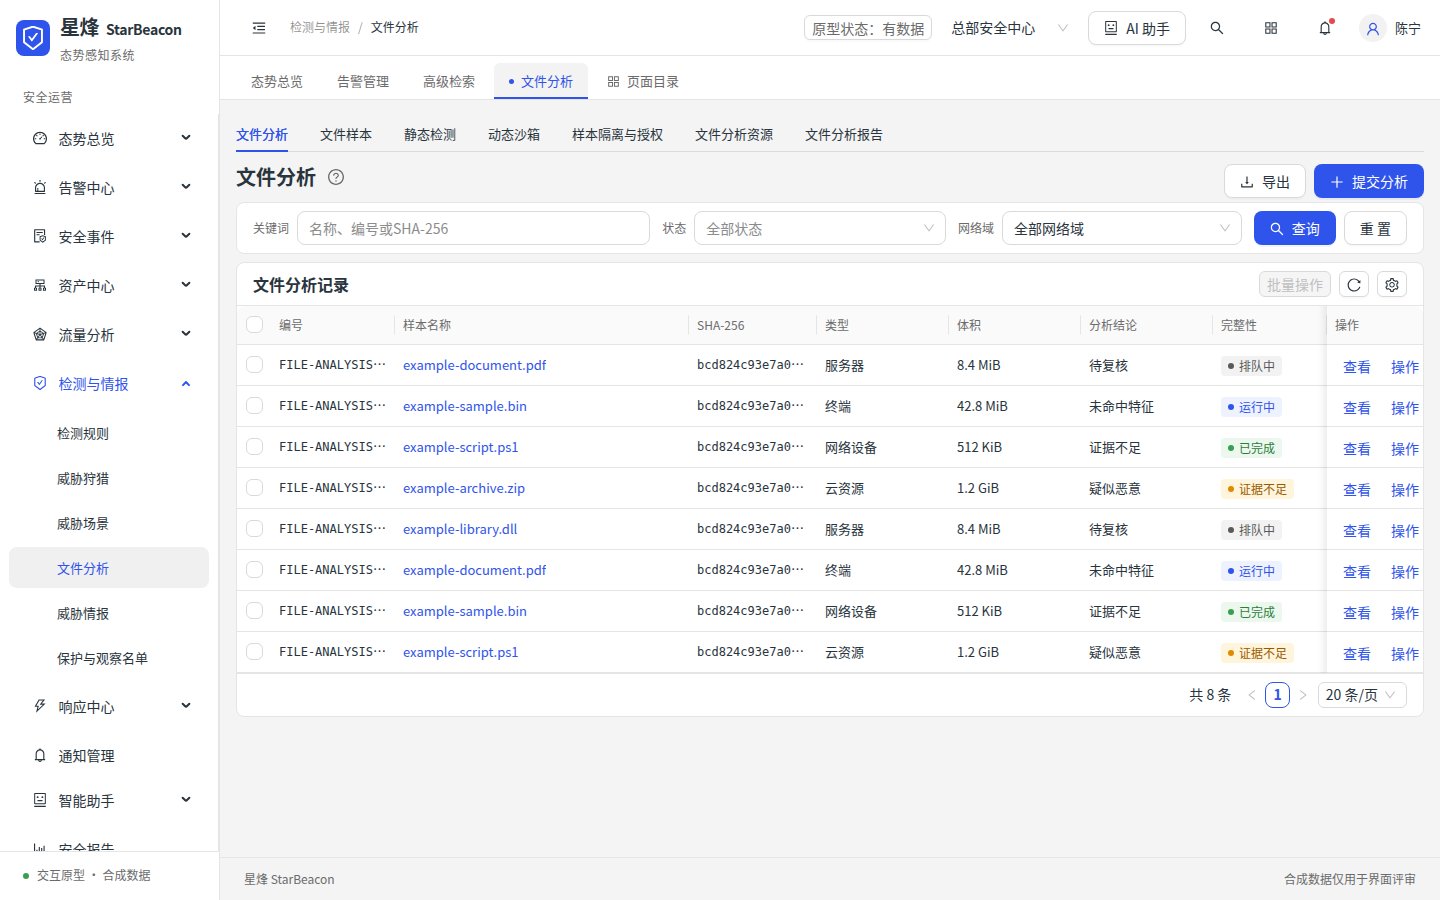 星烽 StarBeacon
态势感知系统
安全运营
态势总览
告警中心
安全事件
资产中心
流量分析
检测与情报
检测规则
威胁狩猎
威胁场景
文件分析
威胁情报
保护与观察名单
响应中心
通知管理
智能助手
安全报告
交互原型 · 合成数据
检测与情报 / 文件分析
原型状态：有数据
总部安全中心
AI 助手
陈宁
态势总览 告警管理 高级检索 文件分析 页面目录
文件分析 文件样本 静态检测 动态沙箱 样本隔离与授权 文件分析资源 文件分析报告
文件分析
导出 提交分析
关键词 名称、编号或SHA-256 状态 全部状态 网络域 全部网络域 查询 重 置
文件分析记录
批量操作
编号 样本名称 SHA-256 类型 体积 分析结论 完整性 操作
FILE-ANALYSIS··· example-document.pdf bcd824c93e7a0··· 服务器 8.4 MiB 待复核 排队中 查看 操作
FILE-ANALYSIS··· example-sample.bin bcd824c93e7a0··· 终端 42.8 MiB 未命中特征 运行中 查看 操作
FILE-ANALYSIS··· example-script.ps1 bcd824c93e7a0··· 网络设备 512 KiB 证据不足 已完成 查看 操作
FILE-ANALYSIS··· example-archive.zip bcd824c93e7a0··· 云资源 1.2 GiB 疑似恶意 证据不足 查看 操作
FILE-ANALYSIS··· example-library.dll bcd824c93e7a0··· 服务器 8.4 MiB 待复核 排队中 查看 操作
FILE-ANALYSIS··· example-document.pdf bcd824c93e7a0··· 终端 42.8 MiB 未命中特征 运行中 查看 操作
FILE-ANALYSIS··· example-sample.bin bcd824c93e7a0··· 网络设备 512 KiB 证据不足 已完成 查看 操作
FILE-ANALYSIS··· example-script.ps1 bcd824c93e7a0··· 云资源 1.2 GiB 疑似恶意 证据不足 查看 操作
共 8 条 < 1 > 20 条/页
星烽 StarBeacon
合成数据仅用于界面评审